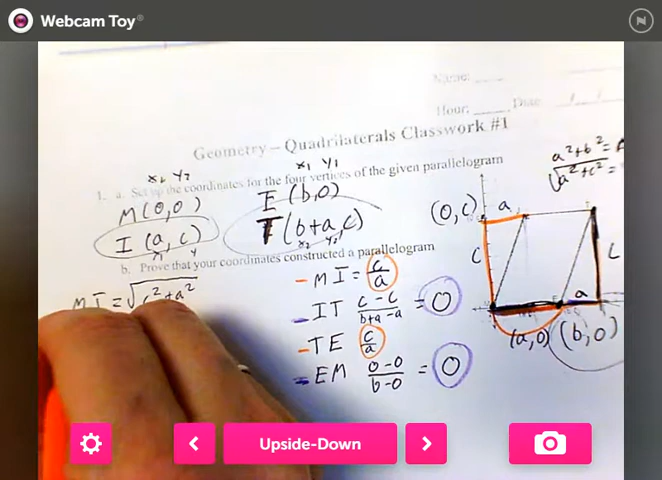 Webcam Toy®
Name:
Hour: Date / /
Geometry – Quadrilaterals Classwork #1
1. a. Set up the coordinates for the four vertices of the given parallelogram
M(0,0)
E (b,0)
I (a,c)
T (b+a,c)
x₁ y₁
(0,c)
a
a²+b²=
√a²+c²=
b. Prove that your coordinates constructed a parallelogram
MI = √c²+a²
- MI = c/a
- IT c-c/b+a-a = 0
- TE c/a
- EM 0-0/b-0 = 0
c
a
(a,0) (b,0)
Upside-Down